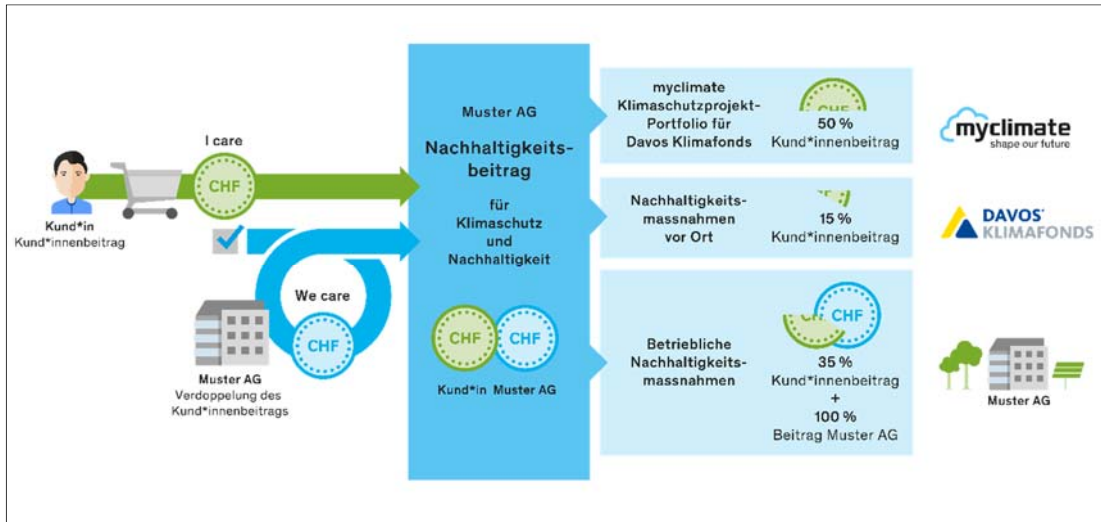 I care
CHF
Kund*in
Kund*innenbeitrag
We care
CHF
Muster AG
Verdoppelung des
Kund*innenbeitrags
Muster AG
Nachhaltigkeits-
beitrag
für
Klimaschutz
und
Nachhaltigkeit
CHF CHF
Kund*in Muster AG
myclimate
Klimaschutzprojekt-
Portfolio für
Davos Klimafonds
50 %
Kund*innenbeitrag
myclimate
shape our future
Nachhaltigkeits-
massnahmen
vor Ort
15 %
Kund*innenbeitrag
DAVOS
KLIMAFONDS
Betriebliche
Nachhaltigkeits-
massnahmen
CHF
35 %
Kund*innenbeitrag
+
100 %
Beitrag Muster AG
Muster AG